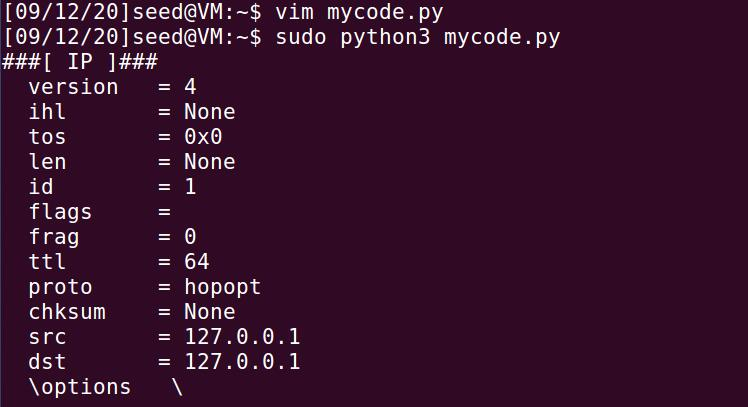 [09/12/20]seed@VM:~$ vim mycode.py
[09/12/20]seed@VM:~$ sudo python3 mycode.py
###[ IP ]###
  version   = 4
  ihl       = None
  tos       = 0x0
  len       = None
  id        = 1
  flags     =
  frag      = 0
  ttl       = 64
  proto     = hopopt
  chksum    = None
  src       = 127.0.0.1
  dst       = 127.0.0.1
  \options   \